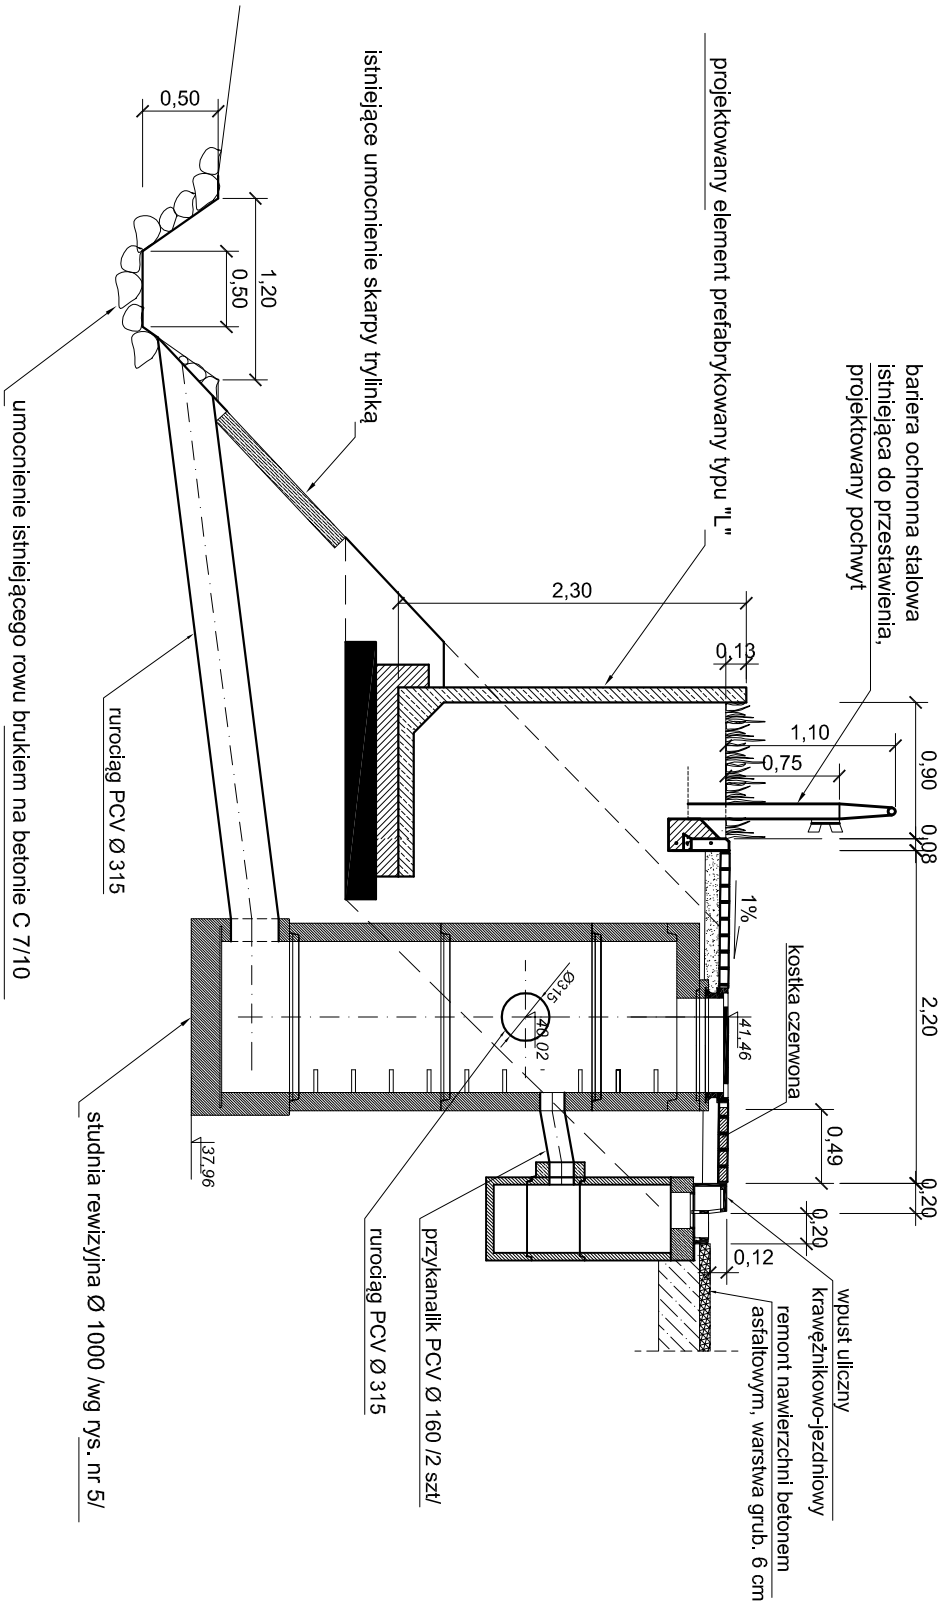 bariera ochronna stalowa
istniejąca do przestawienia,
projektowany pochwyt
projektowany element prefabrykowany typu "L"
istniejące umocnienie skarpy trylinką
0,50
1,20
0,50
2,30
0,13
1,10
0,75
0,90
0,08
2,20
0,20
1%
kostka czerwona
0,49
0,20
0,12
41,46
40,02
Ø315
37,96
wpust uliczny
krawężnikowo-jezdniowy
remont nawierzchni betonem
asfaltowym, warstwa grub. 6 cm
przykanalik PCV Ø 160 /2 szt/
rurociąg PCV Ø 315
rurociąg PCV Ø 315
studnia rewizyjna Ø 1000 /wg rys. nr 5/
umocnienie istniejącego rowu brukiem na betonie C 7/10